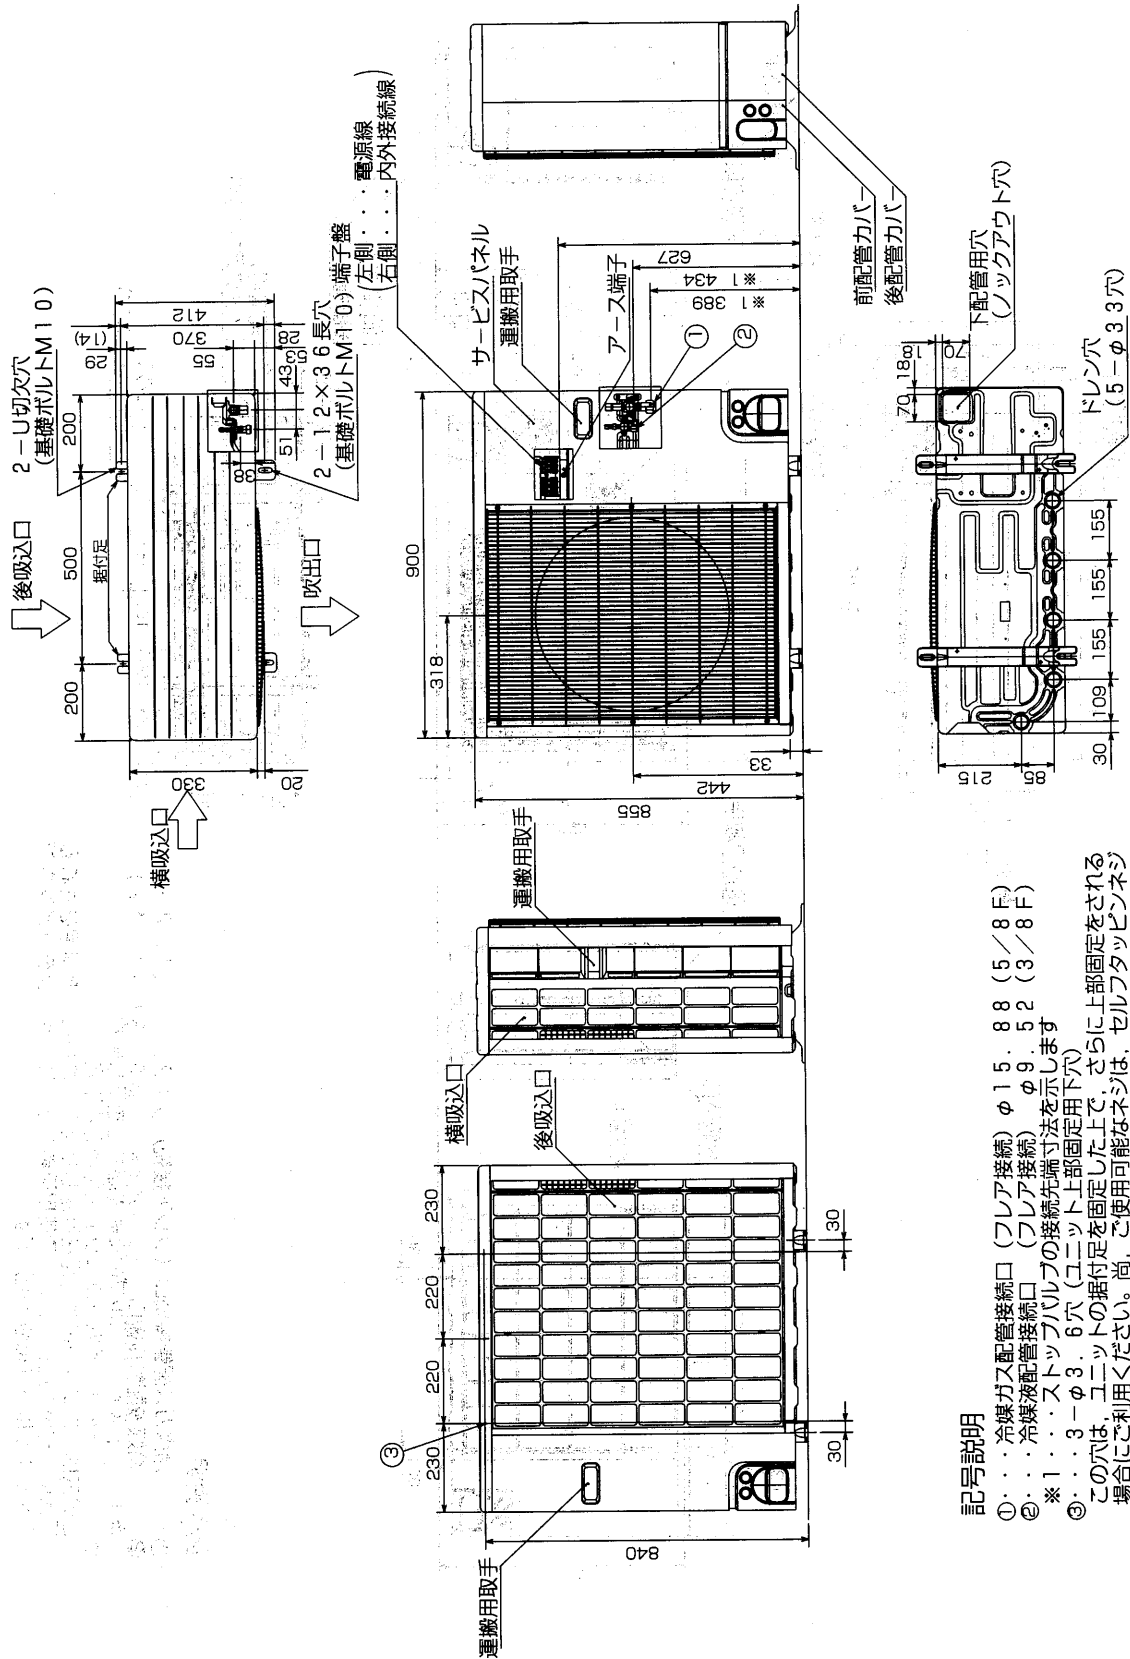 後吸込口
2－U切欠穴
(基礎ボルトM10)
200
500
200
据付足
横吸込口
330
20
(14)
29
412
370
55
28
53
43
51
38
吹出口
2－12×36長穴
(基礎ボルトM10)
端子盤
(左側・・・電源線
右側・・・内外接続線)
サービスパネル
運搬用取手
アース端子
900
318
①
②
※1 389
※1 434
627
33
442
855
前配管カバー
後配管カバー
運搬用取手
横吸込口
後吸込口
③
230
220
220
230
30
30
840
運搬用取手
18
70
18
70
下配管用穴
(ノックアウト穴)
ドレン穴
(5－φ33穴)
155
155
155
109
30
215
85
記号説明
①・・・冷媒ガス配管接続口(フレア接続)φ15.88(5／8F)
②・・・冷媒液配管接続口 (フレア接続) φ9.52(3／8F)
※1・・・ストップバルブの接続先端寸法を示します
③・・・3－φ3.6穴(ユニット上部固定用下穴)
この穴は、ユニットの据付足を固定した上で、さらに上部固定をされる
場合にご利用ください。尚、ご使用可能なネジは、セルフタッピンネジ